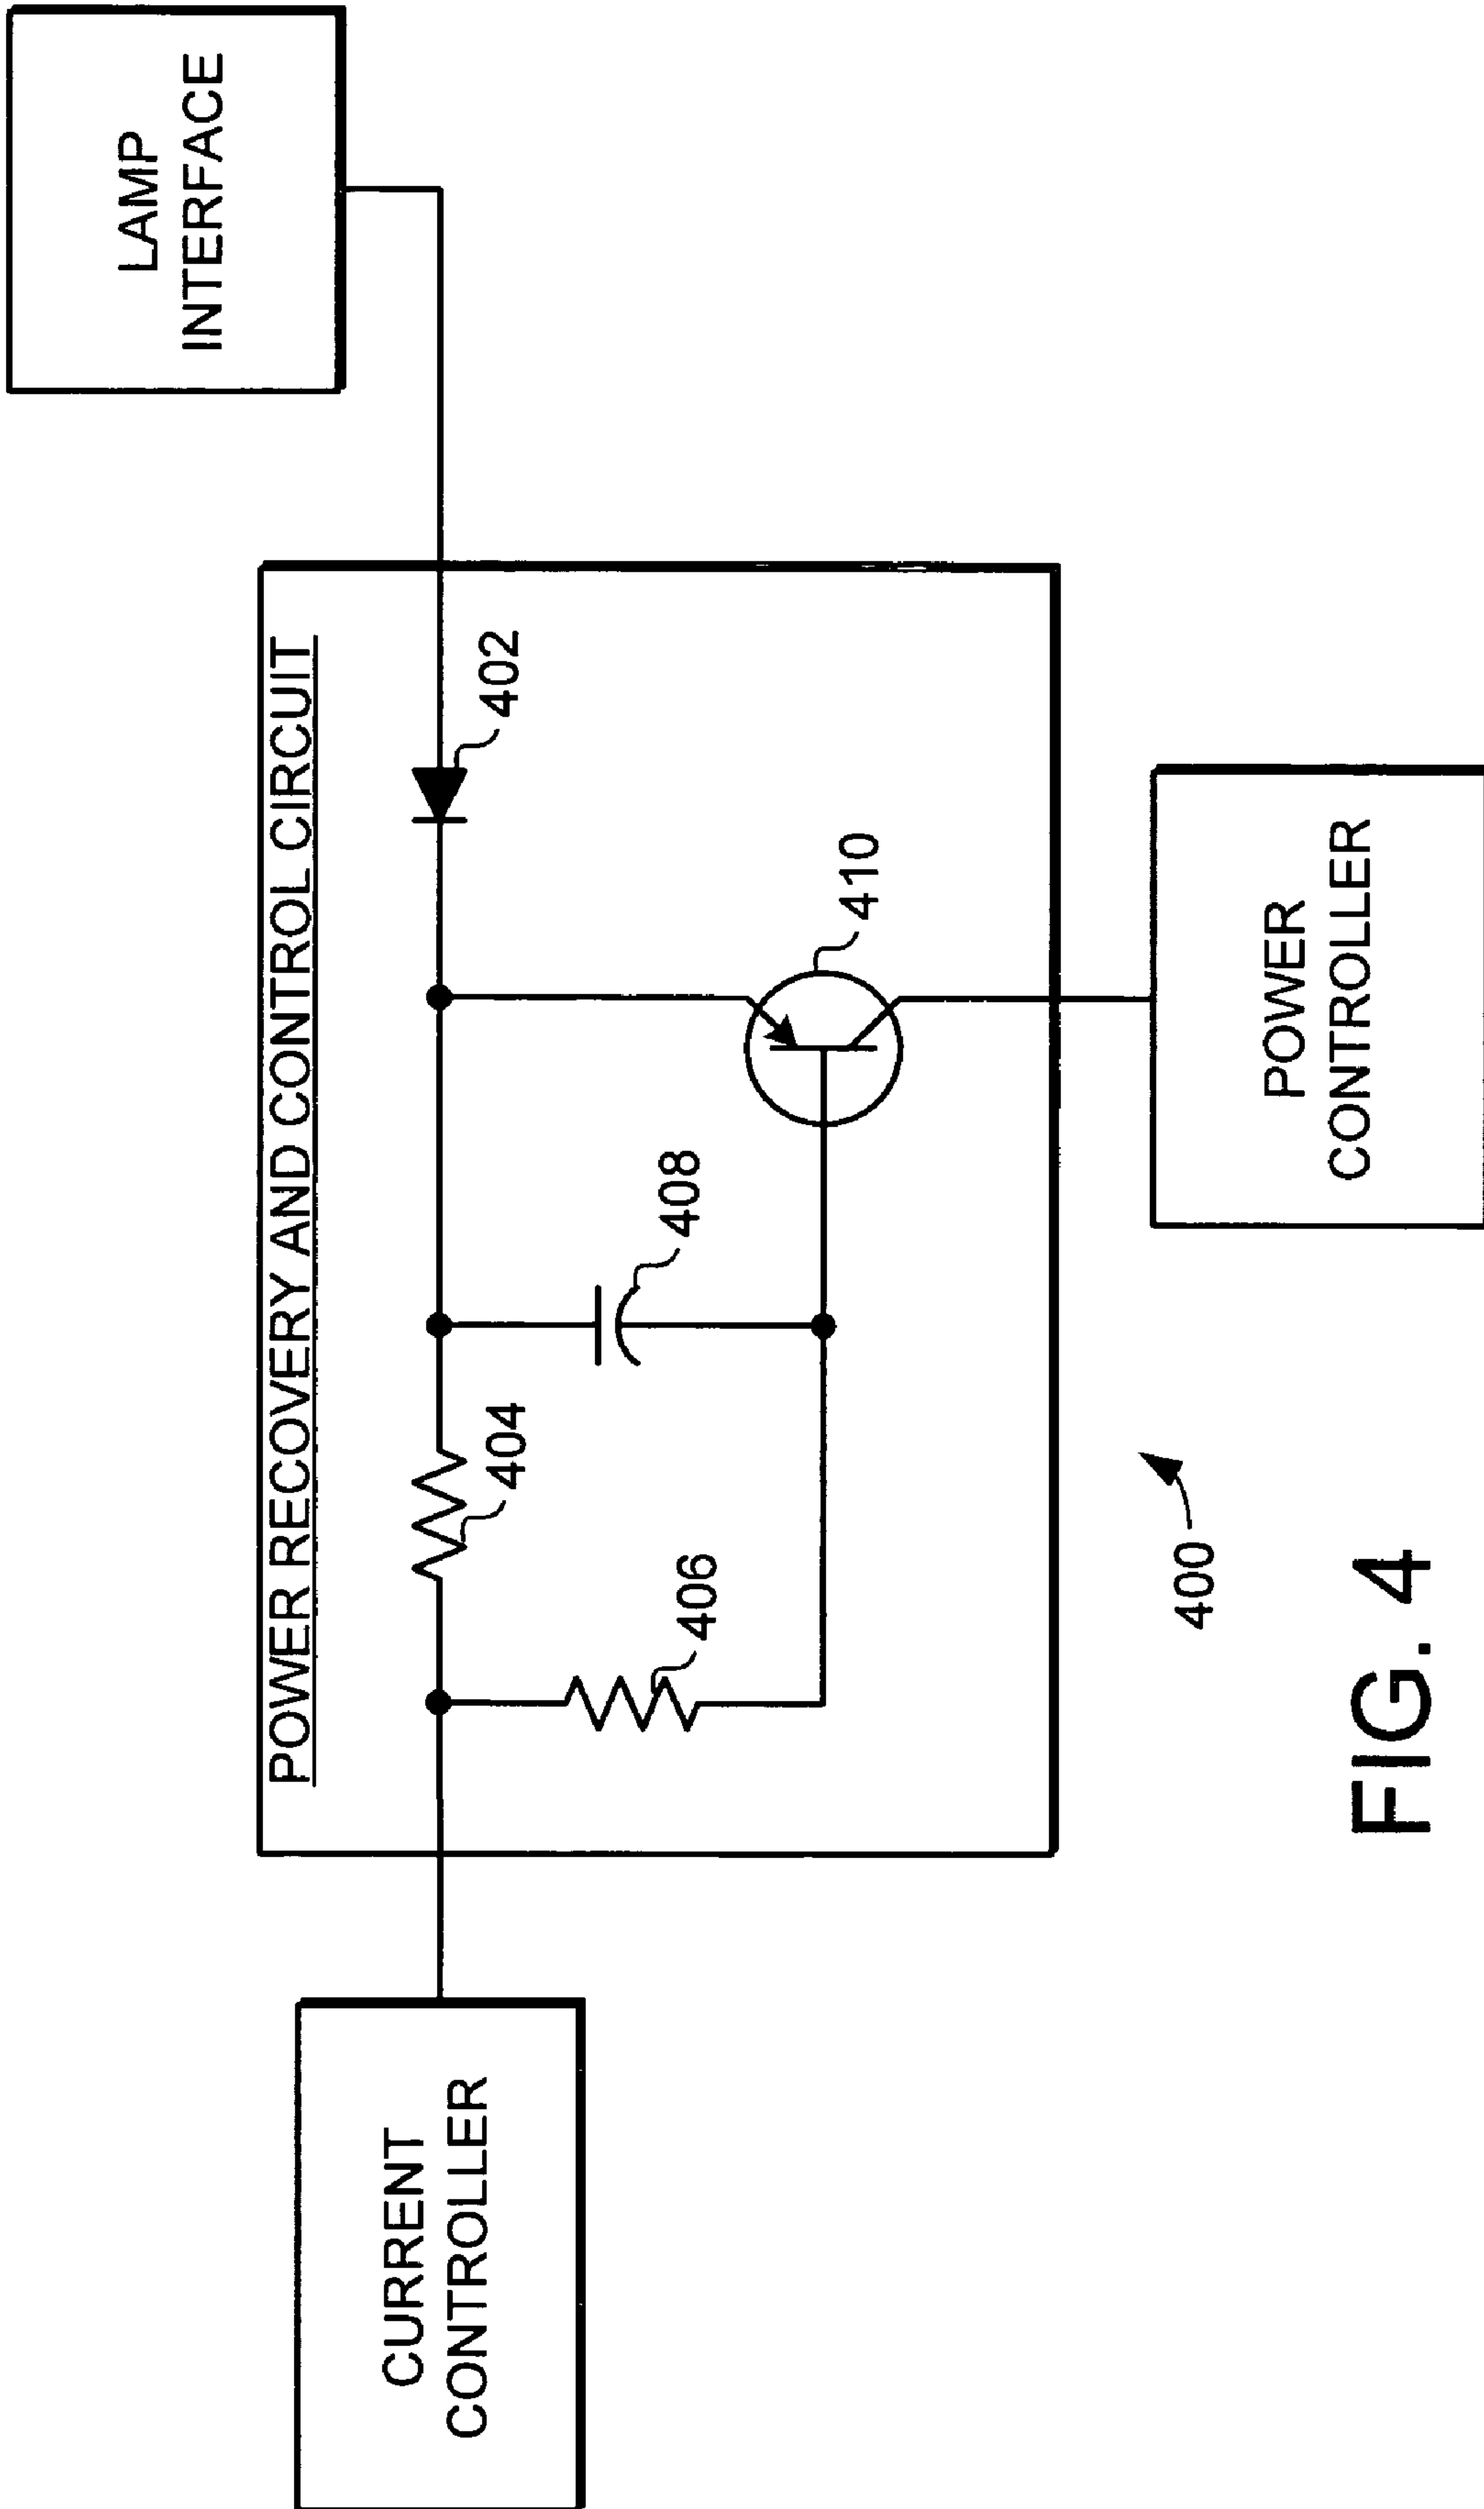 POWER RECOVERY AND CONTROL CIRCUIT
LAMP
INTERFACE
CURRENT
CONTROLLER
402
404
406
408
410
POWER
CONTROLLER
400
FIG. 4